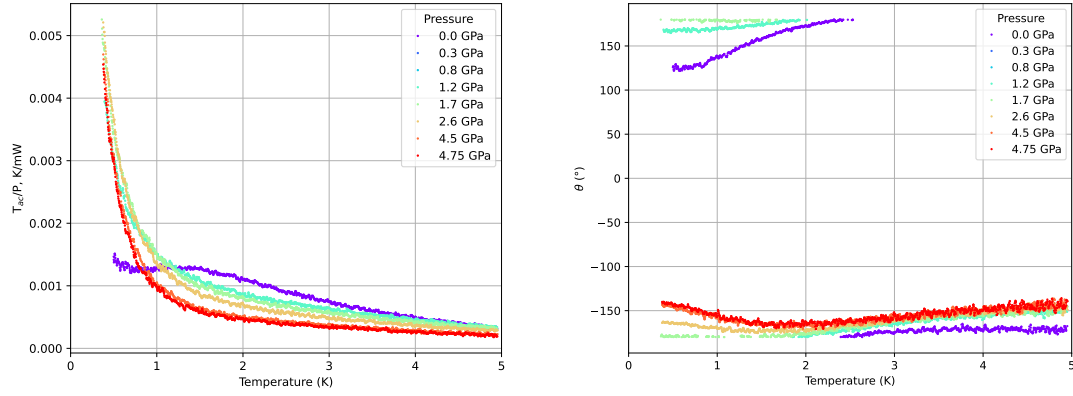 Pressure
0.0 GPa
0.3 GPa
0.8 GPa
1.2 GPa
1.7 GPa
2.6 GPa
4.5 GPa
4.75 GPa
0.005
0.004
0.003
0.002
0.001
0.000
T_ac/P, K/mW
0 1 2 3 4 5
Temperature (K)
Pressure
0.0 GPa
0.3 GPa
0.8 GPa
1.2 GPa
1.7 GPa
2.6 GPa
4.5 GPa
4.75 GPa
150
100
50
0
−50
−100
−150
θ (°)
0 1 2 3 4 5
Temperature (K)